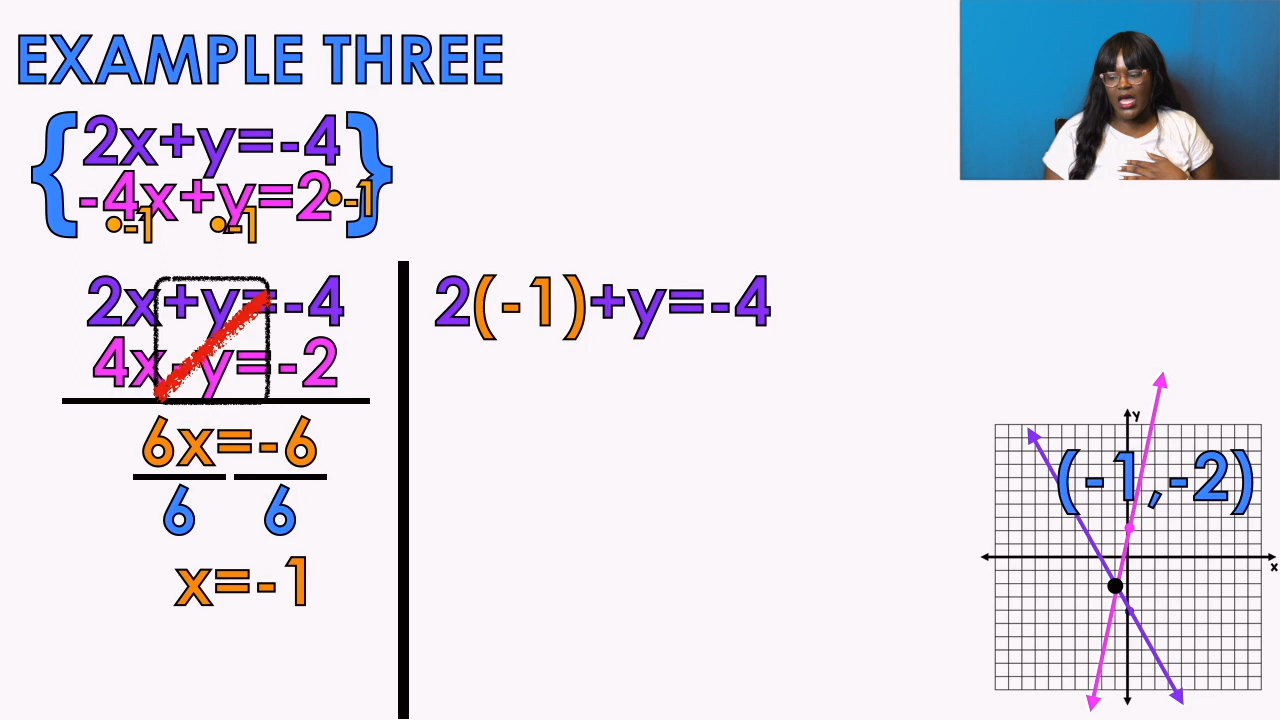 EXAMPLE THREE
{2x+y=-4}
-4x+y=2•-1
•-1 •-1
2x+y=-4
4x-y=-2
6x=-6
6 6
x=-1
2(-1)+y=-4
y
(-1,-2)
x